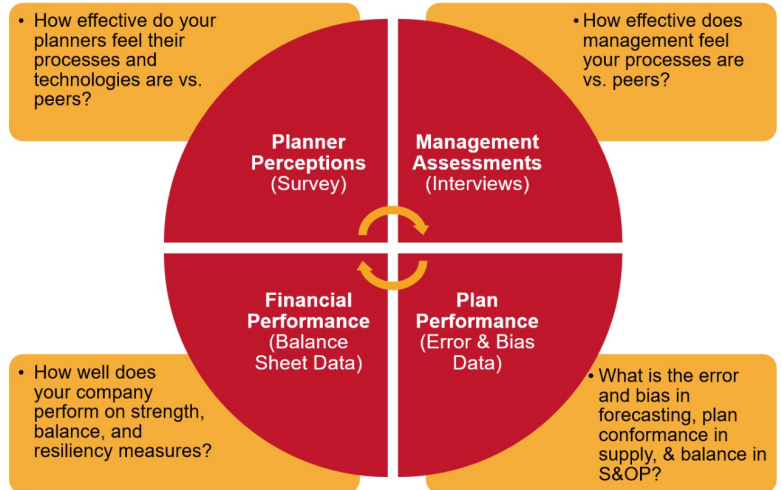 • How effective do your
planners feel their
processes and
technologies are vs.
peers?
• How effective does
management feel
your processes are
vs. peers?
Planner
Perceptions
(Survey)
Management
Assessments
(Interviews)
Financial
Performance
(Balance
Sheet Data)
Plan
Performance
(Error & Bias
Data)
• How well does
your company
perform on strength,
balance, and
resiliency measures?
• What is the error
and bias in
forecasting, plan
conformance in
supply, & balance in
S&OP?